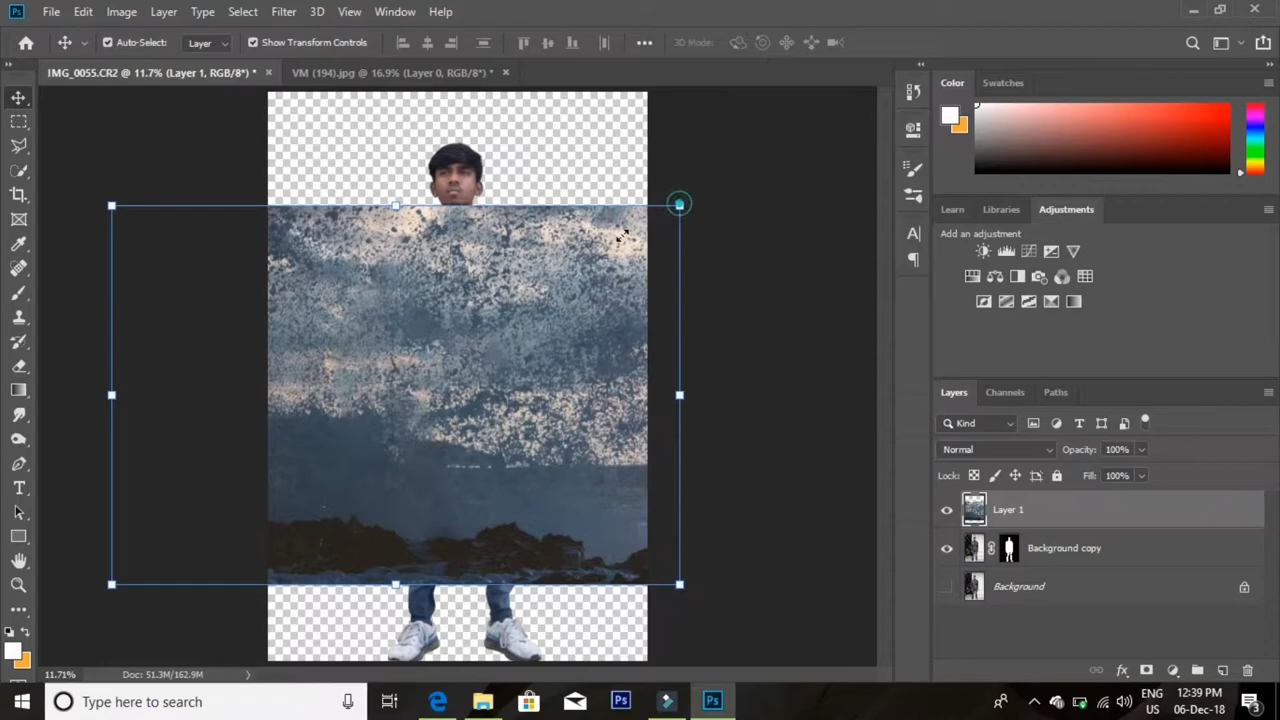 Ps File Edit Image Layer Type Select Filter 3D View Window Help
Auto-Select: Layer Show Transform Controls 3D Mode:
IMG_0055.CR2 @ 11.7% (Layer 1, RGB/8*) * × VM (194).jpg @ 16.9% (Layer 0, RGB/8*) * ×
Color Swatches
Learn Libraries Adjustments
Add an adjustment
Layers Channels Paths
Kind
Normal Opacity: 100%
Lock: Fill: 100%
Layer 1
Background copy
Background
11.71% Doc: 51.3M/162.9M
Type here to search
Ps Ps
ENG
US
12:39 PM
06-Dec-18
3